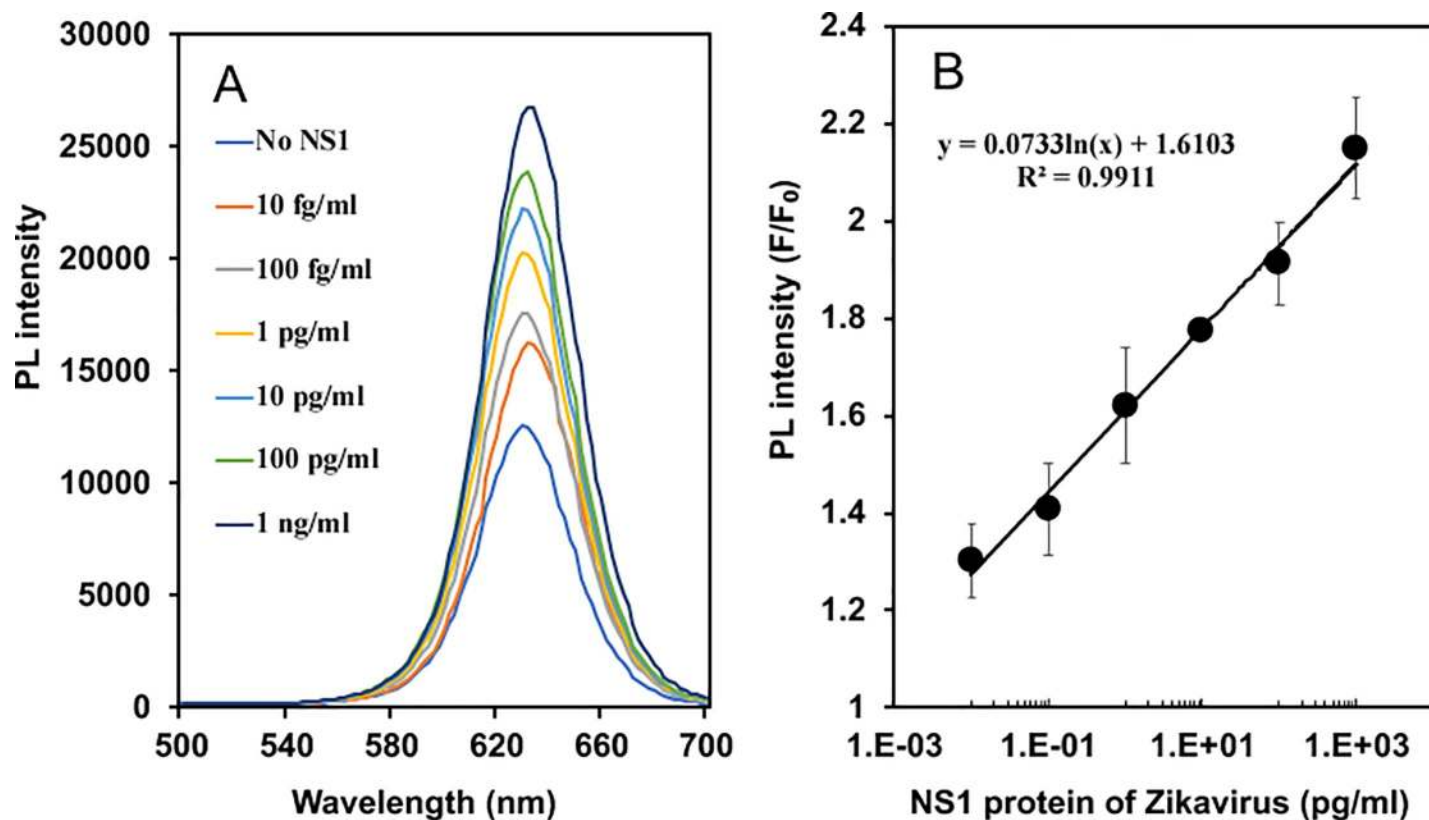 A
30000
25000
20000
15000
10000
5000
0
PL intensity
No NS1
10 fg/ml
100 fg/ml
1 pg/ml
10 pg/ml
100 pg/ml
1 ng/ml
500 540 580 620 660 700
Wavelength (nm)
B
2.4
2.2
2
1.8
1.6
1.4
1.2
1
PL intensity (F/F₀)
y = 0.0733ln(x) + 1.6103
R² = 0.9911
1.E-03 1.E-01 1.E+01 1.E+03
NS1 protein of Zikavirus (pg/ml)